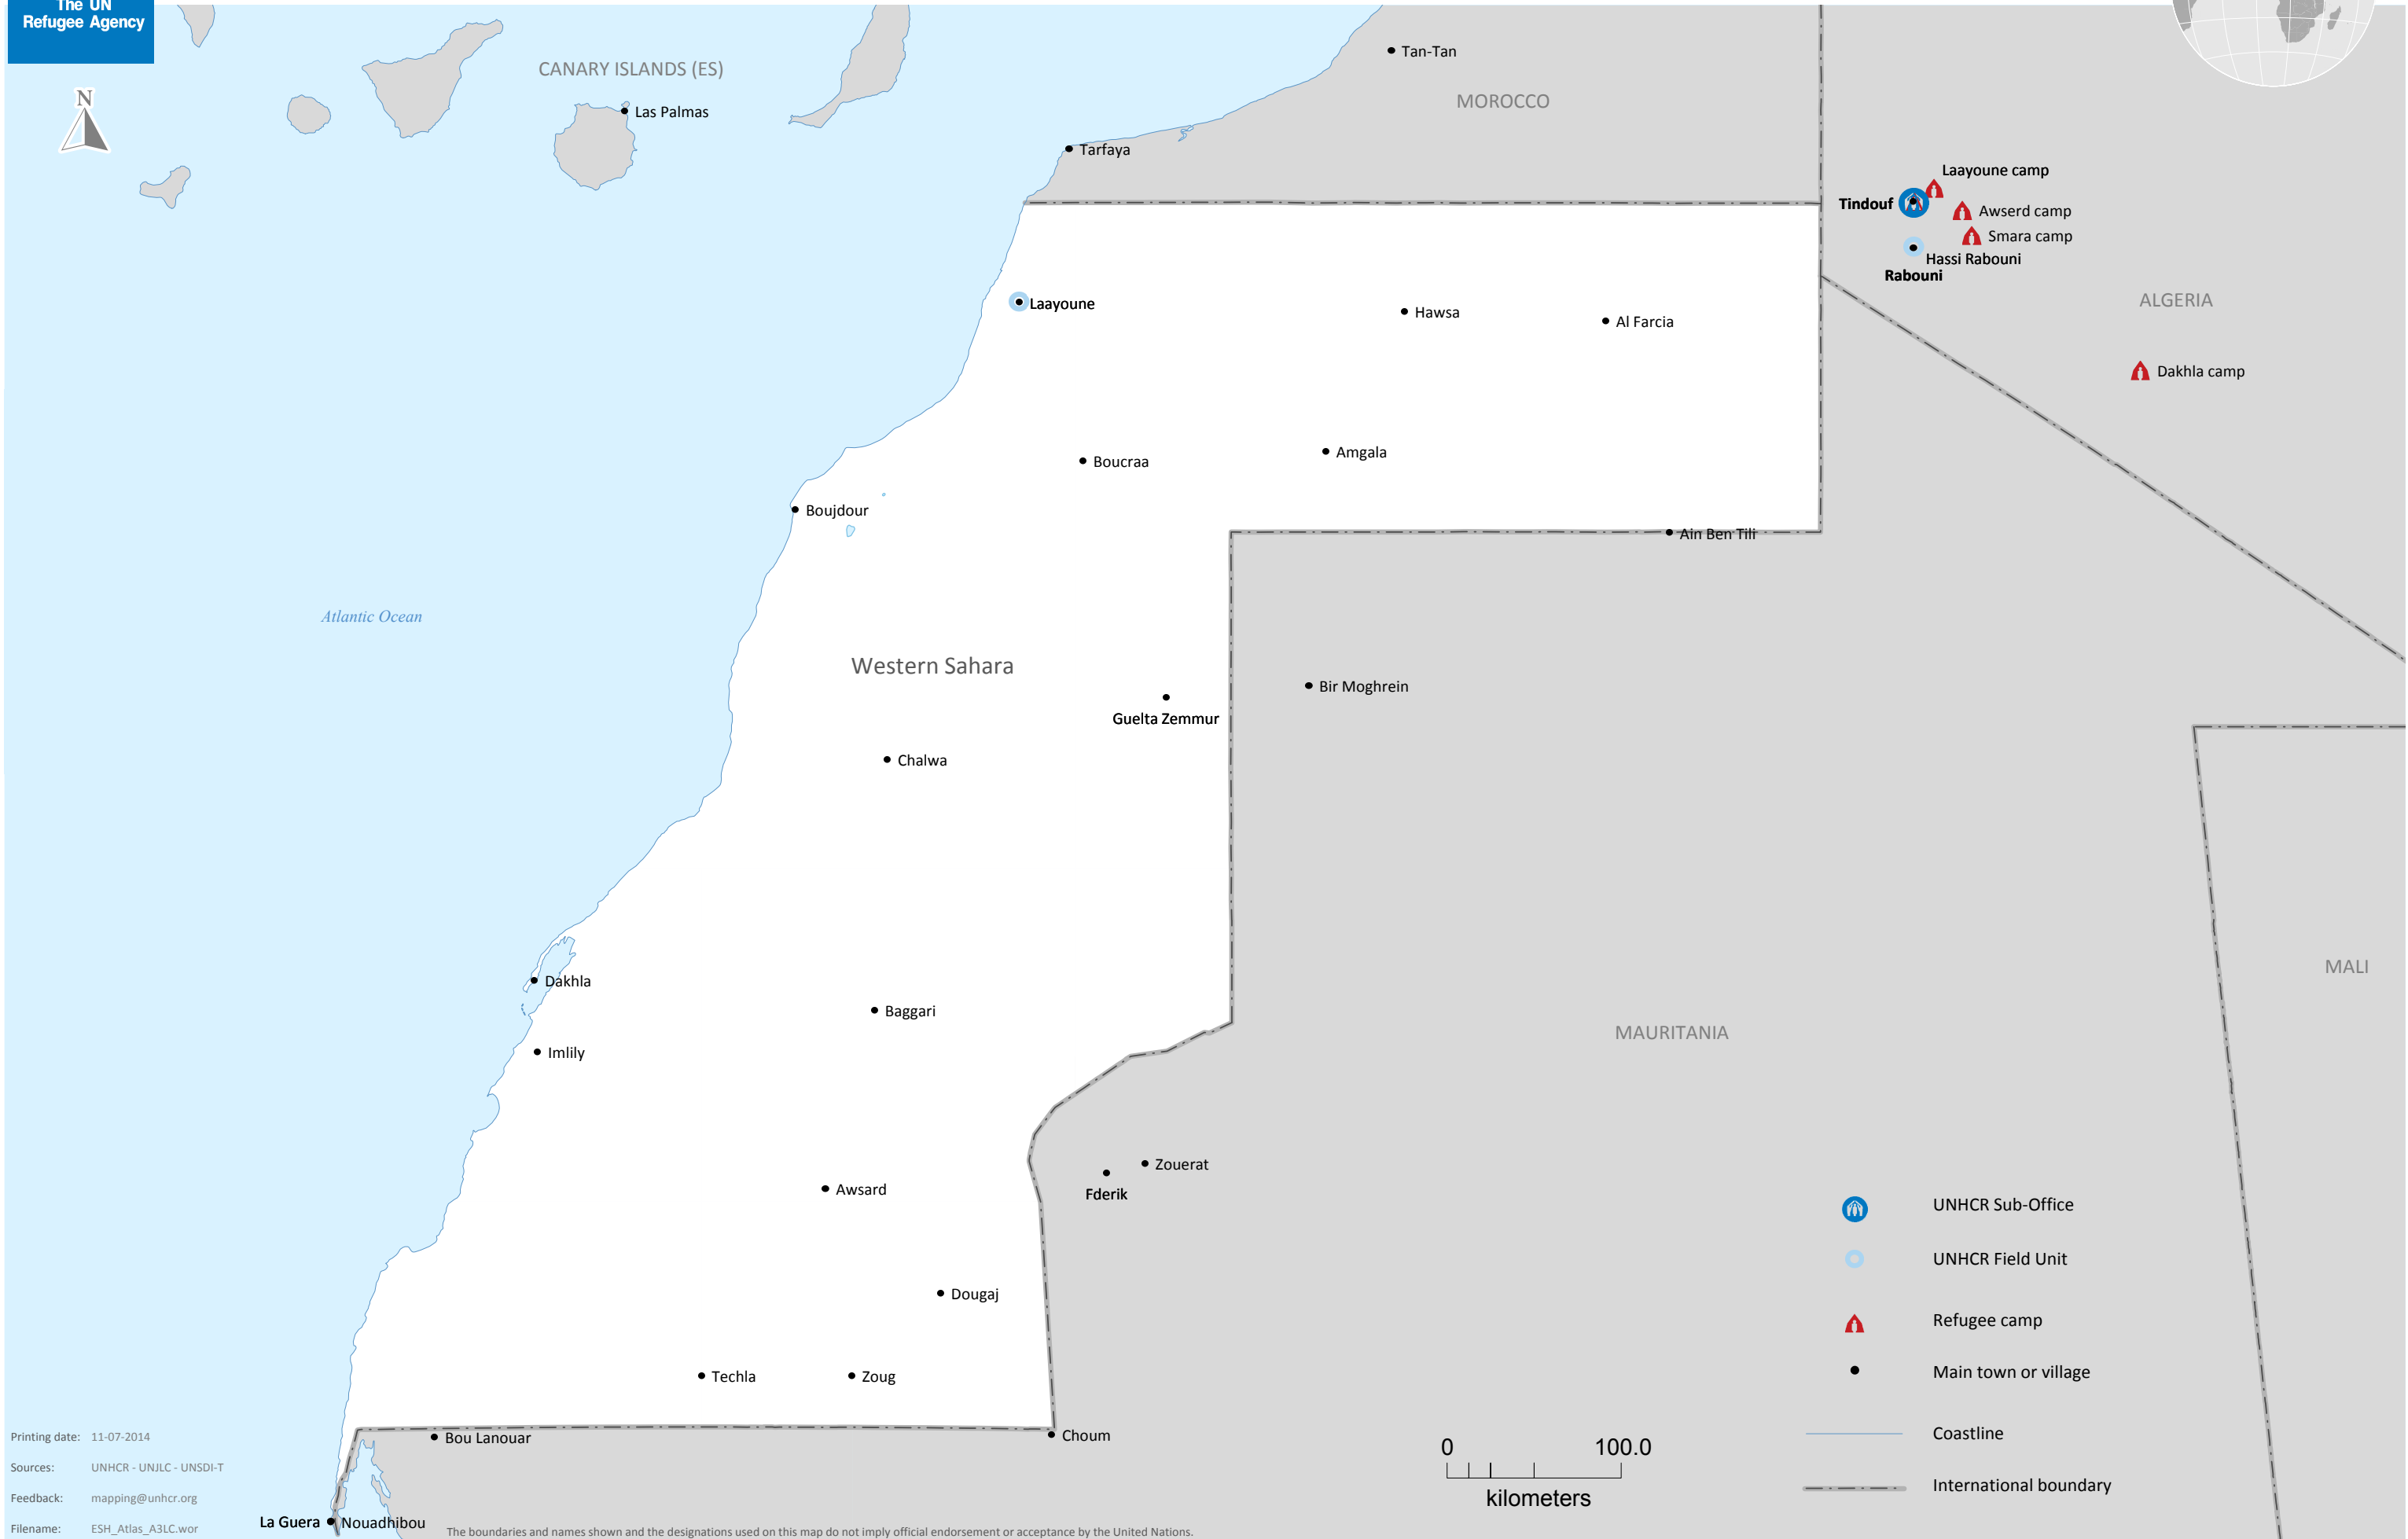 The UN
Refugee Agency
N
CANARY ISLANDS (ES)
Las Palmas
Tan-Tan
MOROCCO
Tarfaya
Laayoune camp
Tindouf
Awserd camp
Smara camp
Hassi Rabouni
Rabouni
ALGERIA
Laayoune
Hawsa
Al Farcia
Dakhla camp
Boucraa
Amgala
Boujdour
Ain Ben Tili
Atlantic Ocean
Western Sahara
Bir Moghrein
Guelta Zemmur
Chalwa
MALI
Dakhla
Baggari
MAURITANIA
Imlily
Zouerat
Fderik
Awsard
Dougaj
Techla
Zoug
Bou Lanouar
Choum
La Guera
Nouadhibou
UNHCR Sub-Office
UNHCR Field Unit
Refugee camp
Main town or village
Coastline
International boundary
0 100.0
kilometers
Printing date: 11-07-2014
Sources: UNHCR - UNJLC - UNSDI-T
Feedback: mapping@unhcr.org
Filename: ESH_Atlas_A3LC.wor
The boundaries and names shown and the designations used on this map do not imply official endorsement or acceptance by the United Nations.